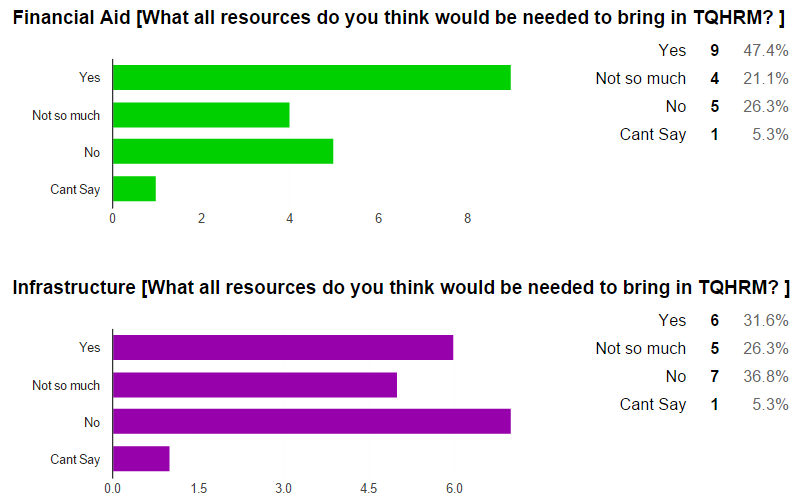 Financial Aid [What all resources do you think would be needed to bring in TQHRM? ]
Yes 9 47.4%
Not so much 4 21.1%
No 5 26.3%
Cant Say 1 5.3%
Yes
Not so much
No
Cant Say
0 2 4 6 8
Infrastructure [What all resources do you think would be needed to bring in TQHRM? ]
Yes 6 31.6%
Not so much 5 26.3%
No 7 36.8%
Cant Say 1 5.3%
Yes
Not so much
No
Cant Say
0.0 1.5 3.0 4.5 6.0